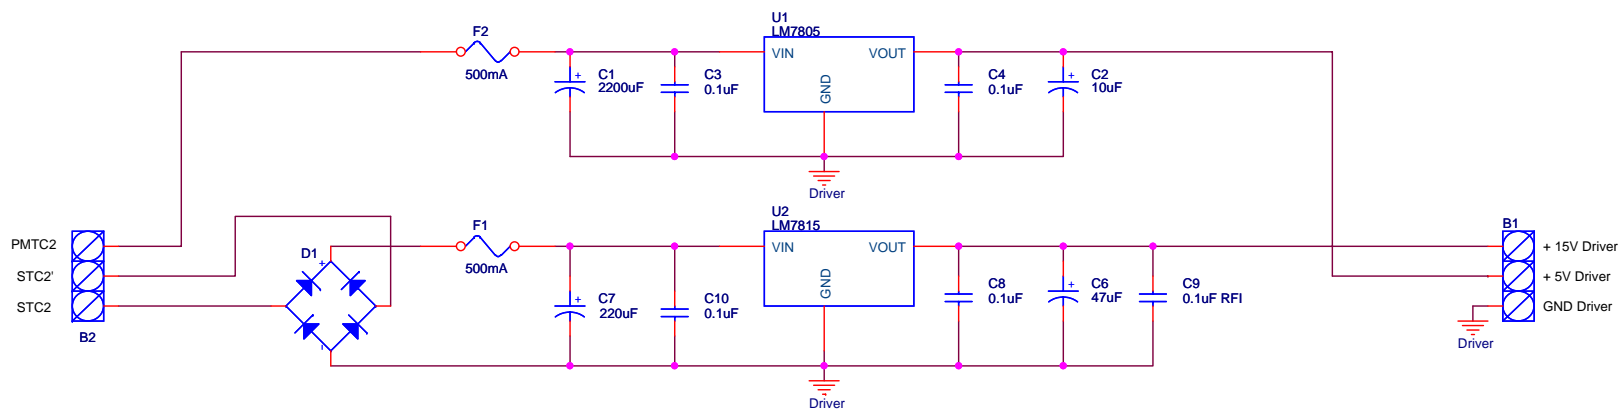 U1
LM7805
F2
VIN
VOUT
GND
500mA
+
C1
2200uF
C3
0.1uF
C4
0.1uF
+
C2
10uF
Driver
U2
LM7815
F1
VIN
VOUT
GND
500mA
PMTC2
STC2'
STC2
B2
D1
+
-
+
C7
220uF
C10
0.1uF
C8
0.1uF
+
C6
47uF
C9
0.1uF RFI
Driver
B1
+ 15V Driver
+ 5V Driver
GND Driver
Driver